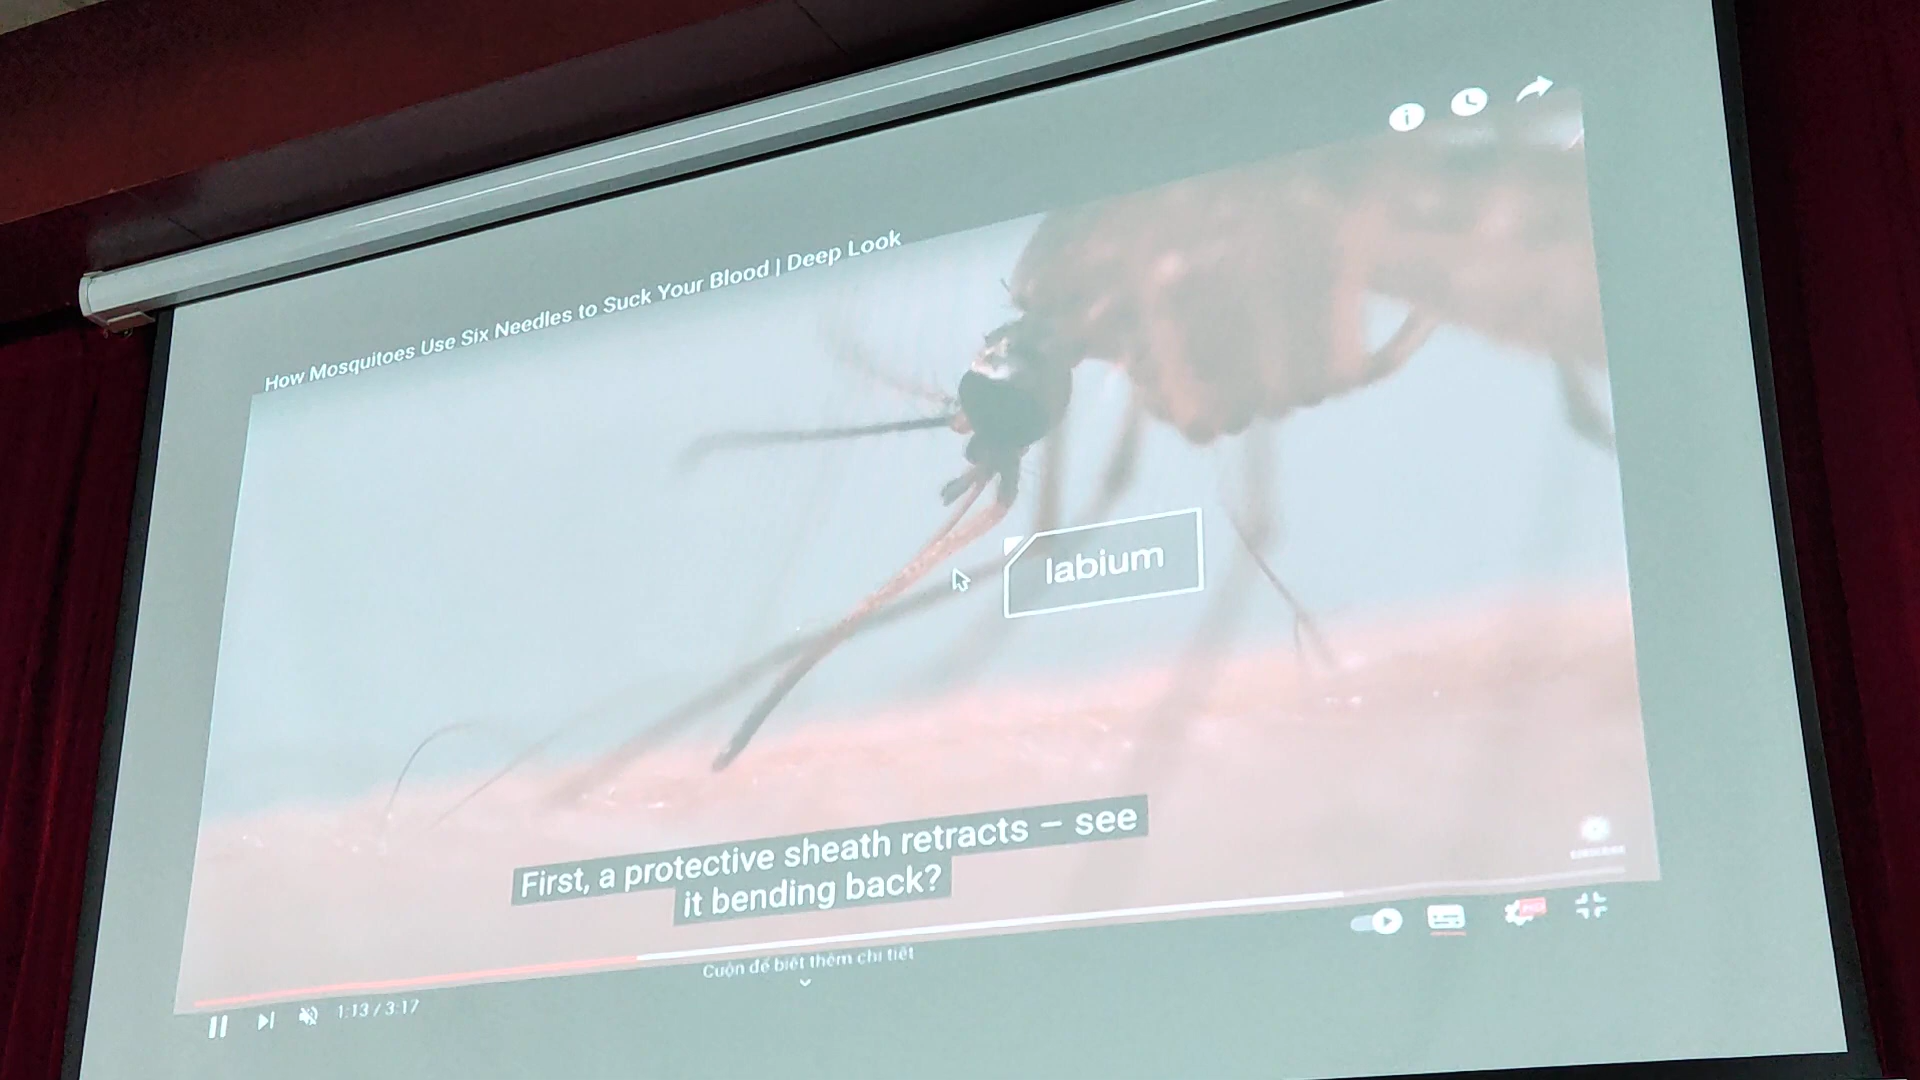 How Mosquitoes Use Six Needles to Suck Your Blood | Deep Look
labium
First, a protective sheath retracts – see
it bending back?
Cuộn để biết thêm chi tiết
1:13 / 3:17